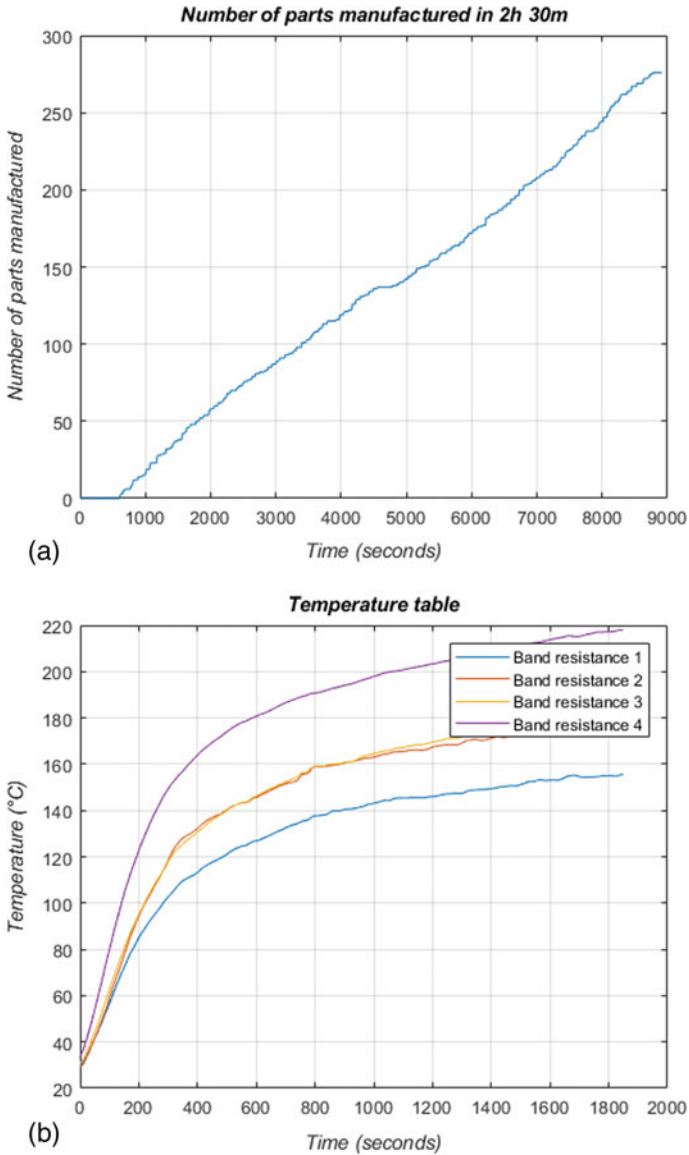 Number of parts manufactured in 2h 30m
300
250
200
150
100
50
0
Number of parts manufactured
0 1000 2000 3000 4000 5000 6000 7000 8000 9000
Time (seconds)
(a)
Temperature table
220
200
180
160
140
120
100
80
60
40
20
Temperature (°C)
Band resistance 1
Band resistance 2
Band resistance 3
Band resistance 4
0 200 400 600 800 1000 1200 1400 1600 1800 2000
Time (seconds)
(b)